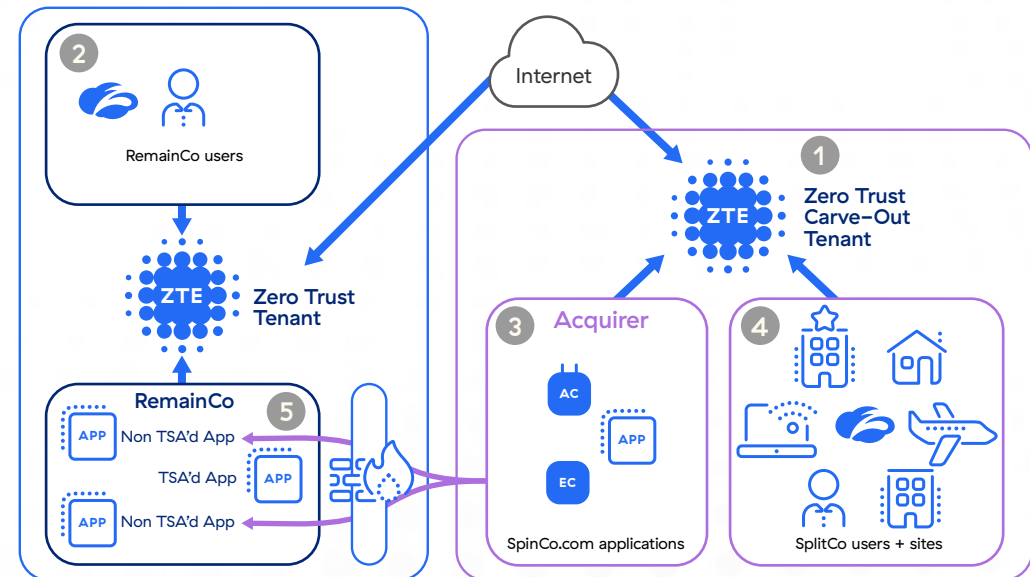 2
RemainCo users
Internet
1
ZTE
Zero Trust
Carve-Out
Tenant
ZTE
Zero Trust
Tenant
RemainCo
5
APP
Non TSA'd App
TSA'd App
APP
APP
Non TSA'd App
3
Acquirer
AC
APP
EC
SpinCo.com applications
4
SplitCo users + sites